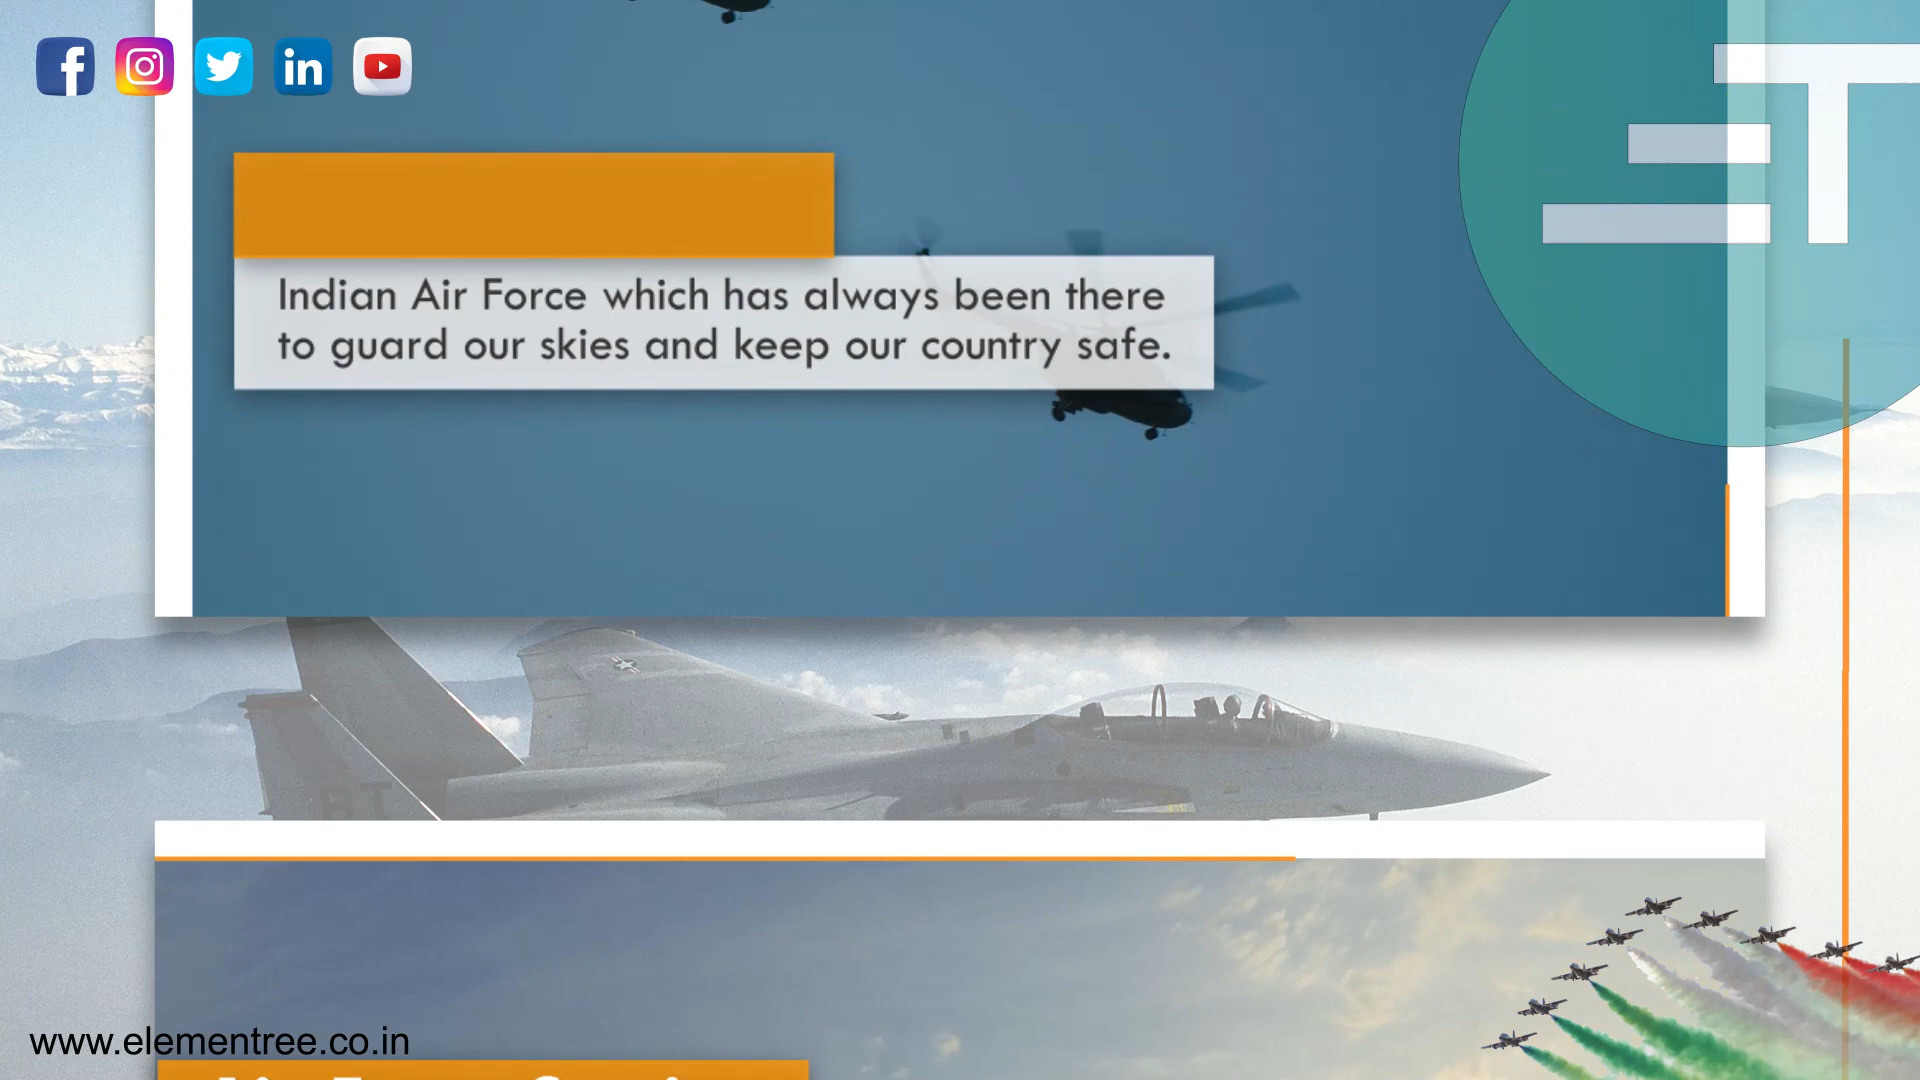 Indian Air Force which has always been there
to guard our skies and keep our country safe.
BT
www.elementree.co.in